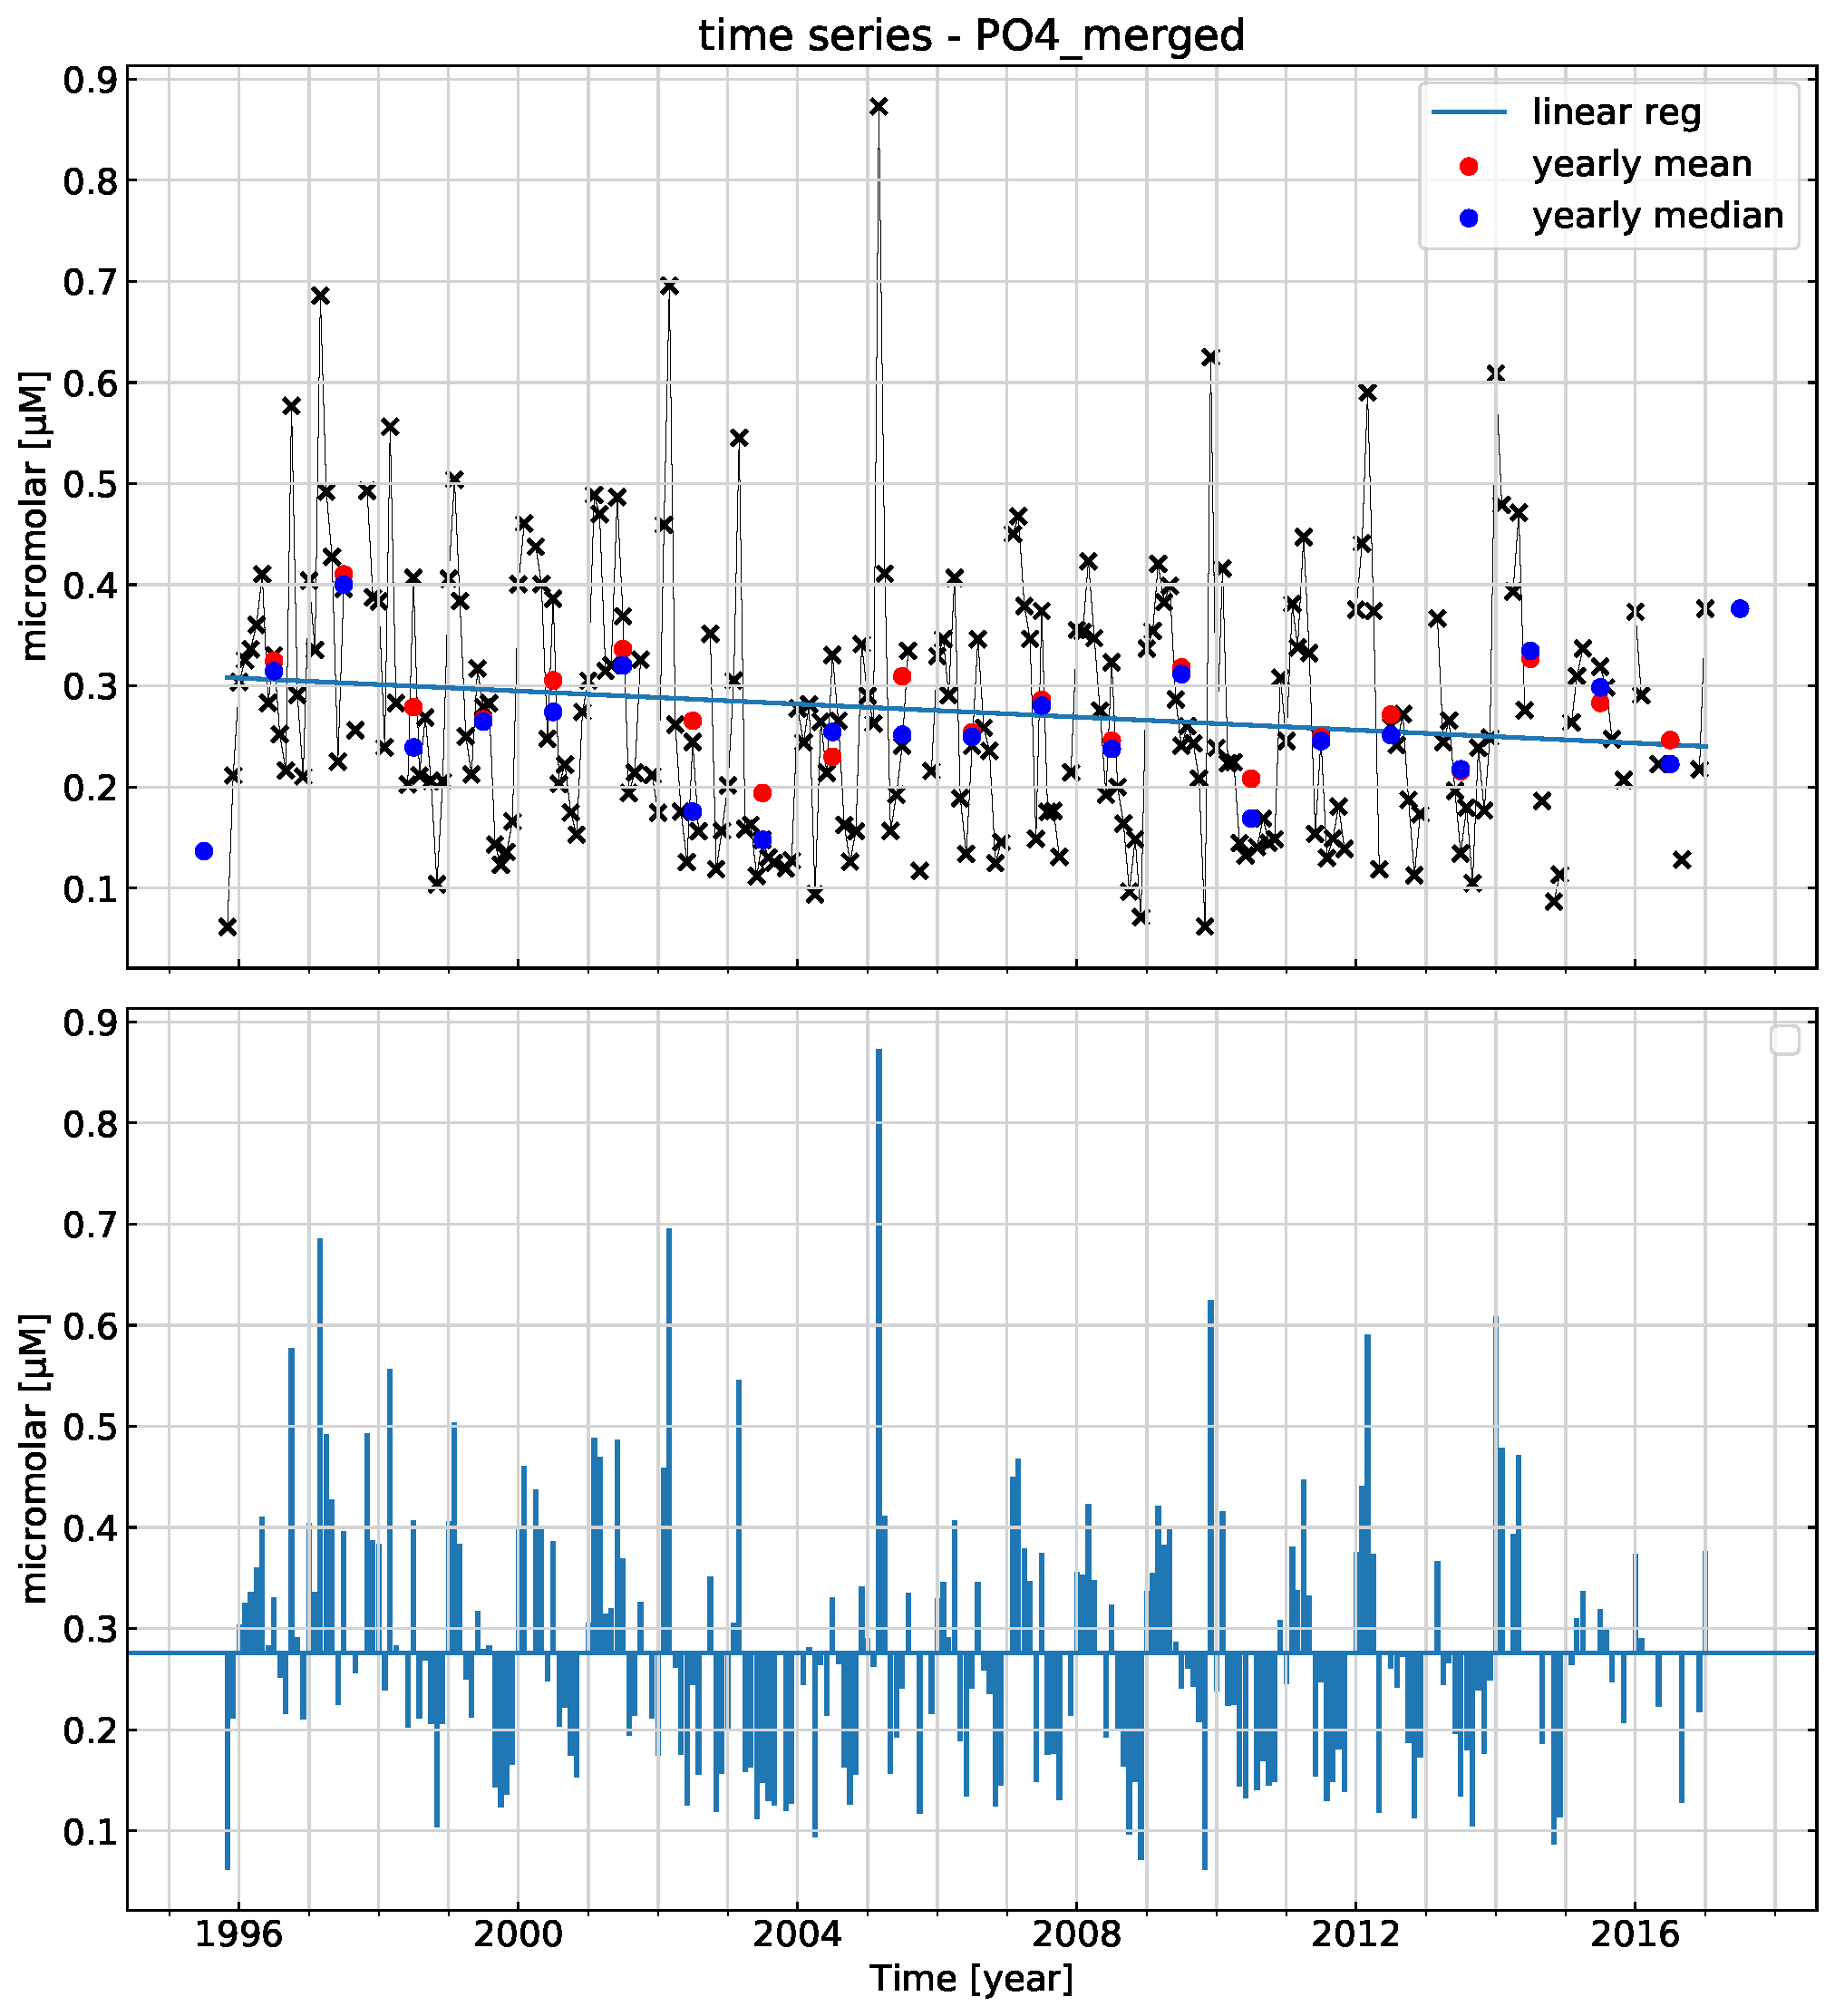 time series - PO4_merged
0.9
0.8
0.7
0.6
0.5
0.4
0.3
0.2
0.1
micromolar [µM]
linear reg
yearly mean
yearly median
0.9
0.8
0.7
0.6
0.5
0.4
0.3
0.2
0.1
micromolar [µM]
1996 2000 2004 2008 2012 2016
Time [year]